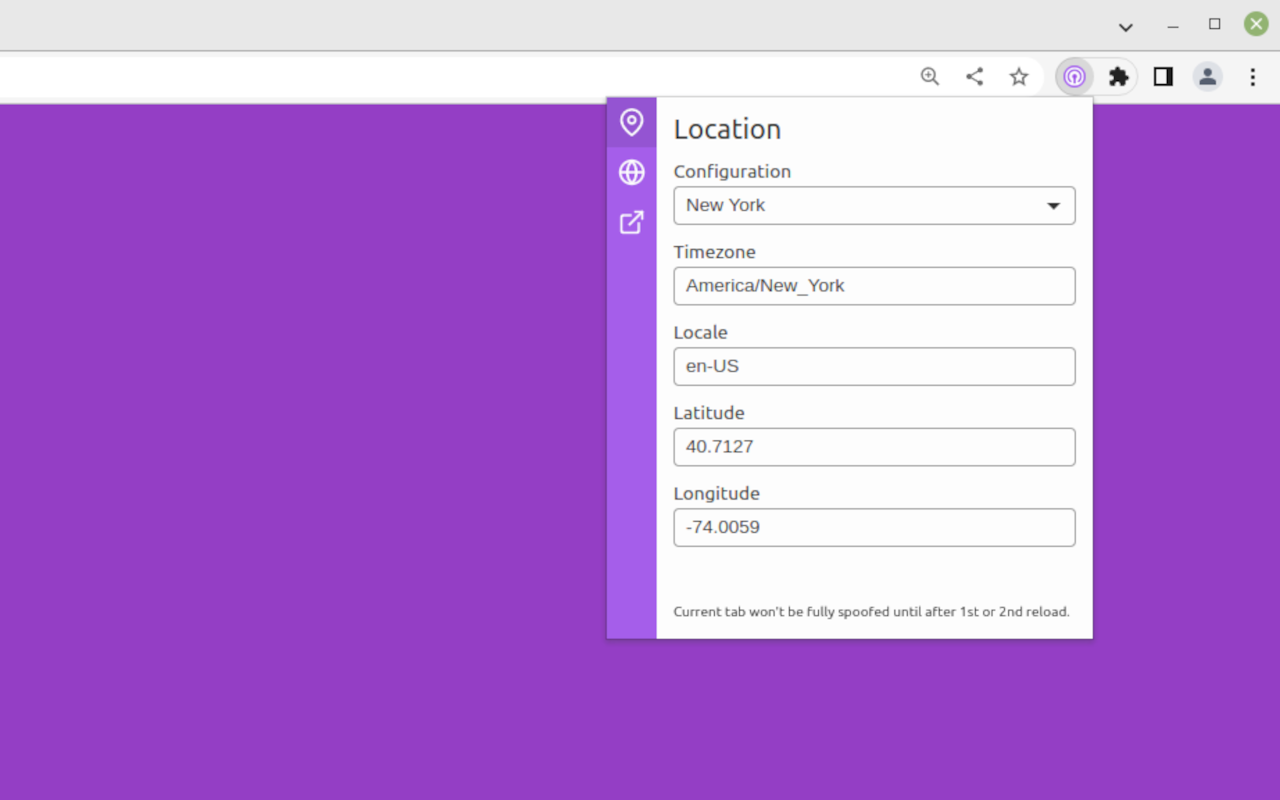 Location
Configuration
New York
Timezone
America/New_York
Locale
en-US
Latitude
40.7127
Longitude
-74.0059
Current tab won't be fully spoofed until after 1st or 2nd reload.